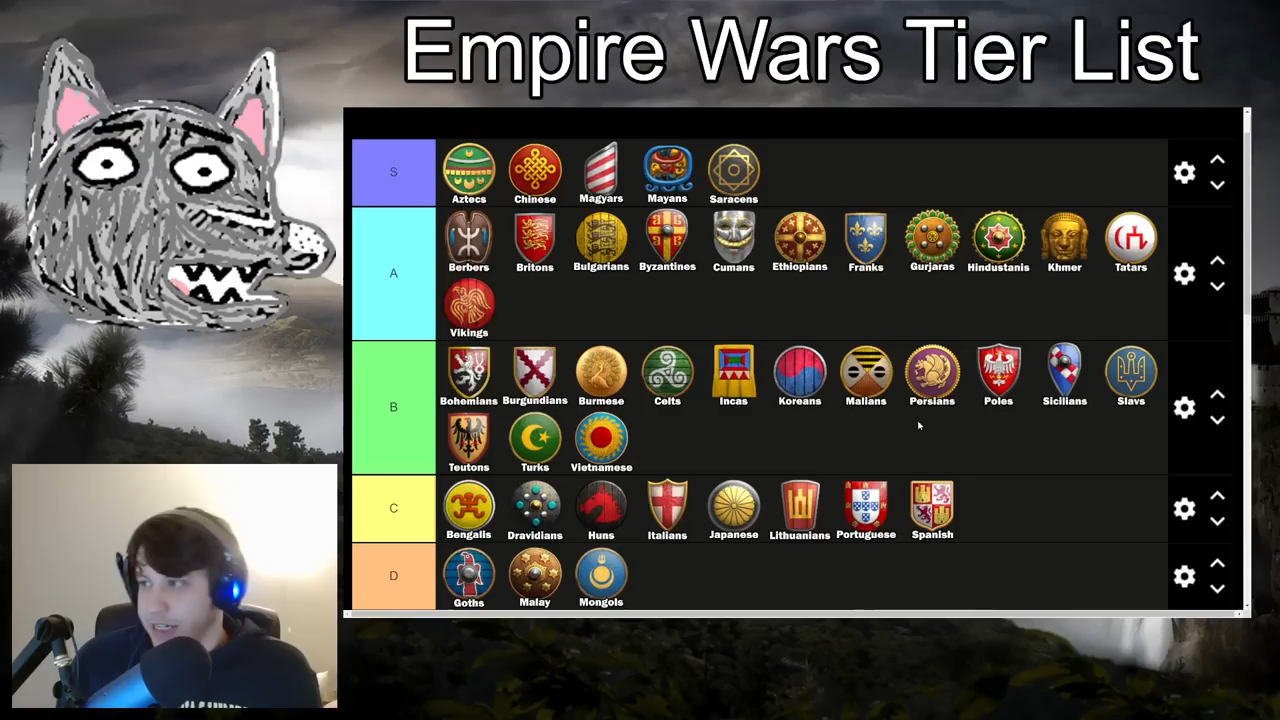 Empire Wars Tier List
S
Aztecs Chinese Magyars Mayans Saracens
A
Berbers Britons Bulgarians Byzantines Cumans Ethiopians Franks Gurjaras Hindustanis Khmer Tatars
Vikings
B
Bohemians Burgundians Burmese Celts Incas Koreans Malians Persians Poles Sicilians Slavs
Teutons Turks Vietnamese
C
Bengalis Dravidians Huns Italians Japanese Lithuanians Portuguese Spanish
D
Goths Malay Mongols